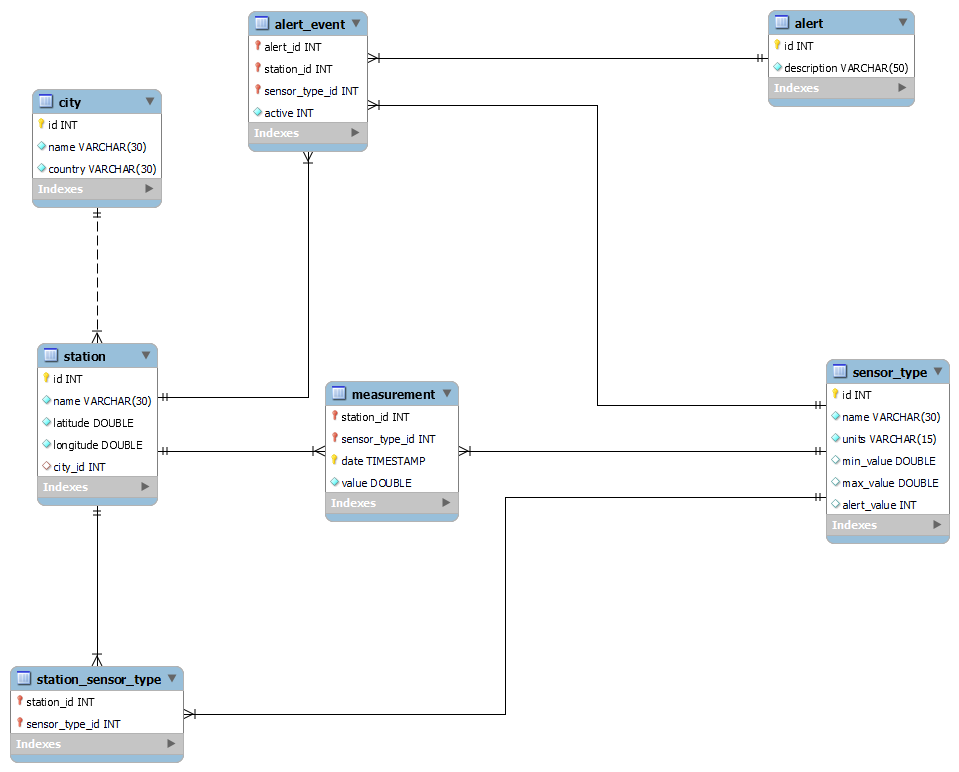 alert_event
alert_id INT
station_id INT
sensor_type_id INT
active INT
Indexes
alert
id INT
description VARCHAR(50)
Indexes
city
id INT
name VARCHAR(30)
country VARCHAR(30)
Indexes
station
id INT
name VARCHAR(30)
latitude DOUBLE
longitude DOUBLE
city_id INT
Indexes
measurement
station_id INT
sensor_type_id INT
date TIMESTAMP
value DOUBLE
Indexes
sensor_type
id INT
name VARCHAR(30)
units VARCHAR(15)
min_value DOUBLE
max_value DOUBLE
alert_value INT
Indexes
station_sensor_type
station_id INT
sensor_type_id INT
Indexes